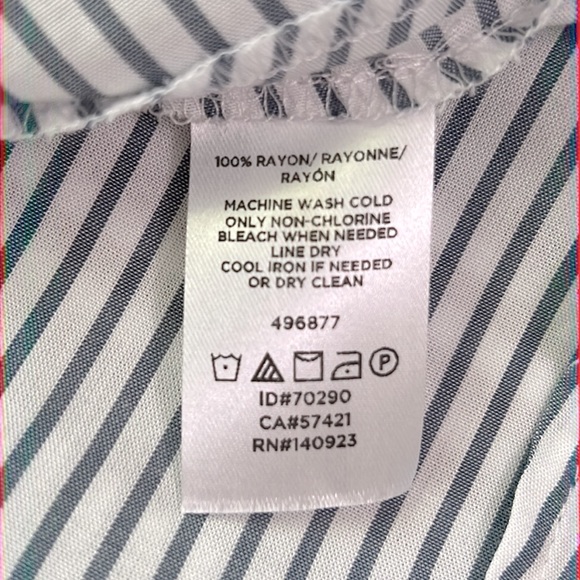 100% RAYON/ RAYONNE/
RAYÓN
MACHINE WASH COLD
ONLY NON-CHLORINE
BLEACH WHEN NEEDED
LINE DRY
COOL IRON IF NEEDED
OR DRY CLEAN
496877
P
ID#70290
CA#57421
RN#140923